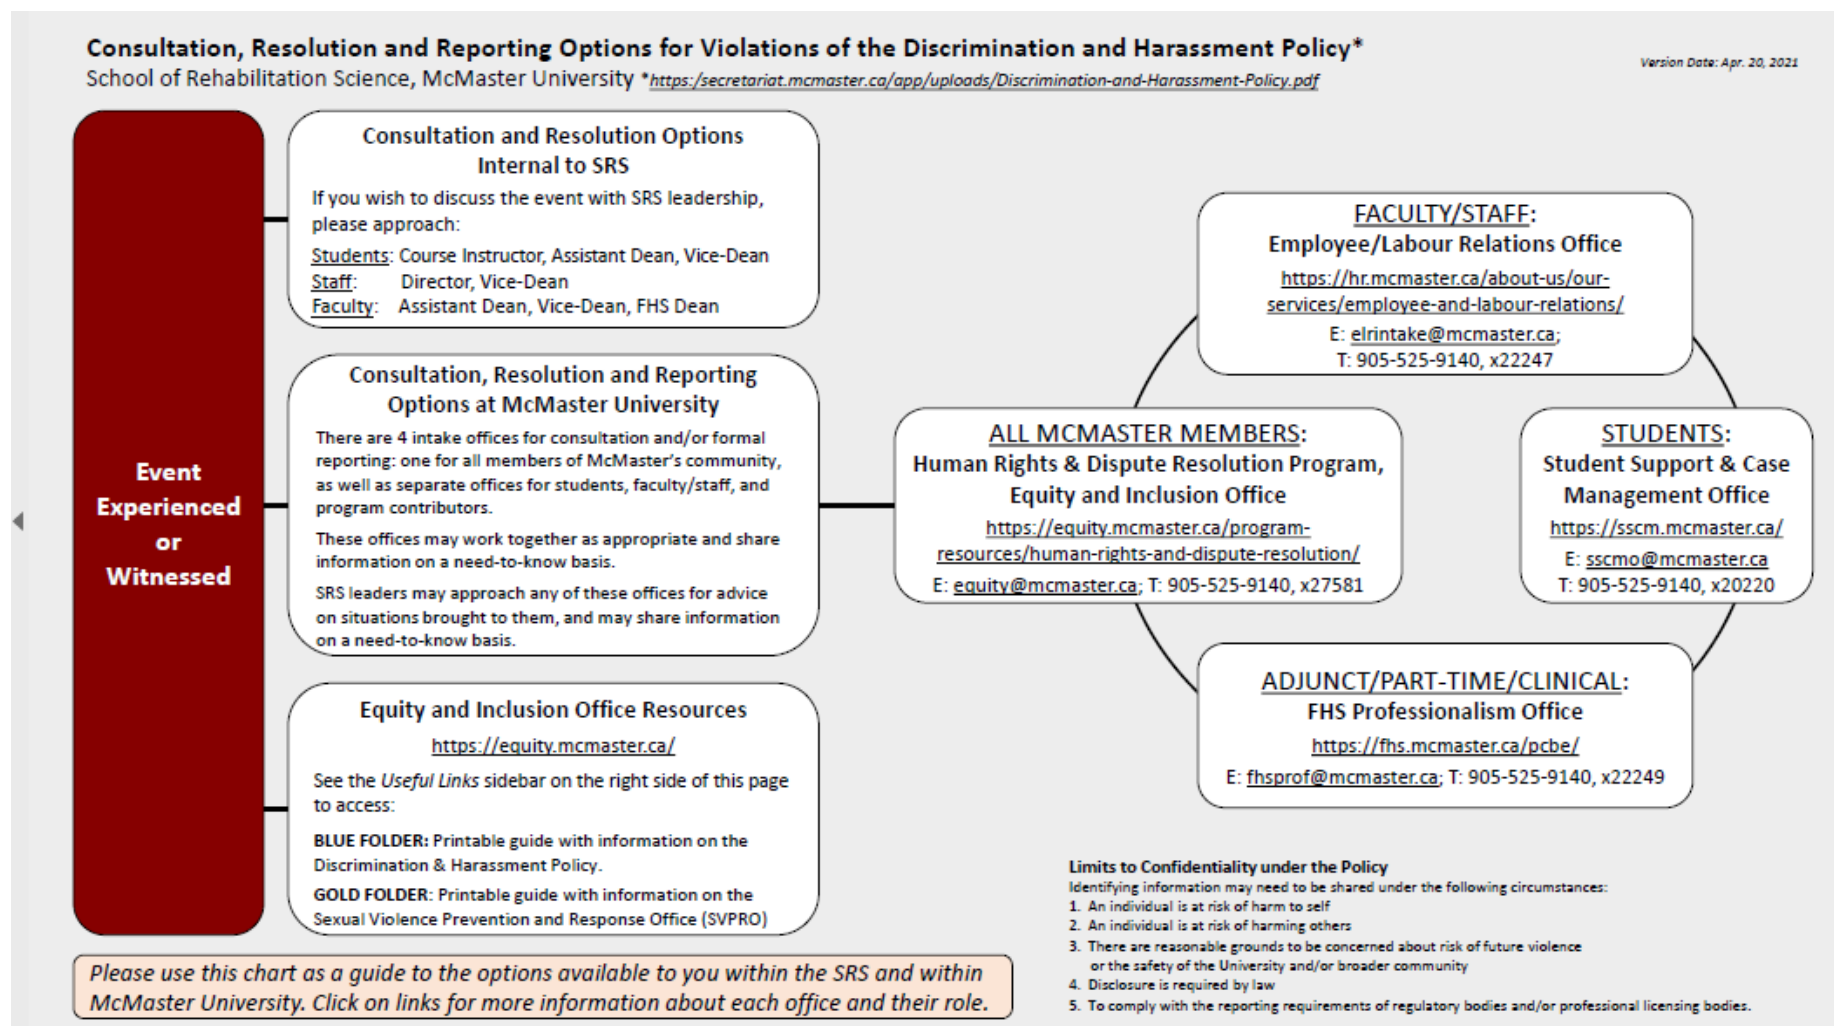 Consultation, Resolution and Reporting Options for Violations of the Discrimination and Harassment Policy*
School of Rehabilitation Science, McMaster University *https:/secretariat.mcmaster.ca/app/uploads/Discrimination-and-Harassment-Policy.pdf
Version Date: Apr. 20, 2021
Event
Experienced
or
Witnessed
Consultation and Resolution Options
Internal to SRS
If you wish to discuss the event with SRS leadership,
please approach:
Students: Course Instructor, Assistant Dean, Vice-Dean
Staff: Director, Vice-Dean
Faculty: Assistant Dean, Vice-Dean, FHS Dean
Consultation, Resolution and Reporting
Options at McMaster University
There are 4 intake offices for consultation and/or formal
reporting: one for all members of McMaster's community,
as well as separate offices for students, faculty/staff, and
program contributors.
These offices may work together as appropriate and share
information on a need-to-know basis.
SRS leaders may approach any of these offices for advice
on situations brought to them, and may share information
on a need-to-know basis.
Equity and Inclusion Office Resources
https://equity.mcmaster.ca/
See the Useful Links sidebar on the right side of this page
to access:
BLUE FOLDER: Printable guide with information on the
Discrimination & Harassment Policy.
GOLD FOLDER: Printable guide with information on the
Sexual Violence Prevention and Response Office (SVPRO)
FACULTY/STAFF:
Employee/Labour Relations Office
https://hr.mcmaster.ca/about-us/our-
services/employee-and-labour-relations/
E: elrintake@mcmaster.ca;
T: 905-525-9140, x22247
ALL MCMASTER MEMBERS:
Human Rights & Dispute Resolution Program,
Equity and Inclusion Office
https://equity.mcmaster.ca/program-
resources/human-rights-and-dispute-resolution/
E: equity@mcmaster.ca; T: 905-525-9140, x27581
STUDENTS:
Student Support & Case
Management Office
https://sscm.mcmaster.ca/
E: sscmo@mcmaster.ca
T: 905-525-9140, x20220
ADJUNCT/PART-TIME/CLINICAL:
FHS Professionalism Office
https://fhs.mcmaster.ca/pcbe/
E: fhsprof@mcmaster.ca; T: 905-525-9140, x22249
Limits to Confidentiality under the Policy
Identifying information may need to be shared under the following circumstances:
1. An individual is at risk of harm to self
2. An individual is at risk of harming others
3. There are reasonable grounds to be concerned about risk of future violence
or the safety of the University and/or broader community
4. Disclosure is required by law
5. To comply with the reporting requirements of regulatory bodies and/or professional licensing bodies.
Please use this chart as a guide to the options available to you within the SRS and within
McMaster University. Click on links for more information about each office and their role.